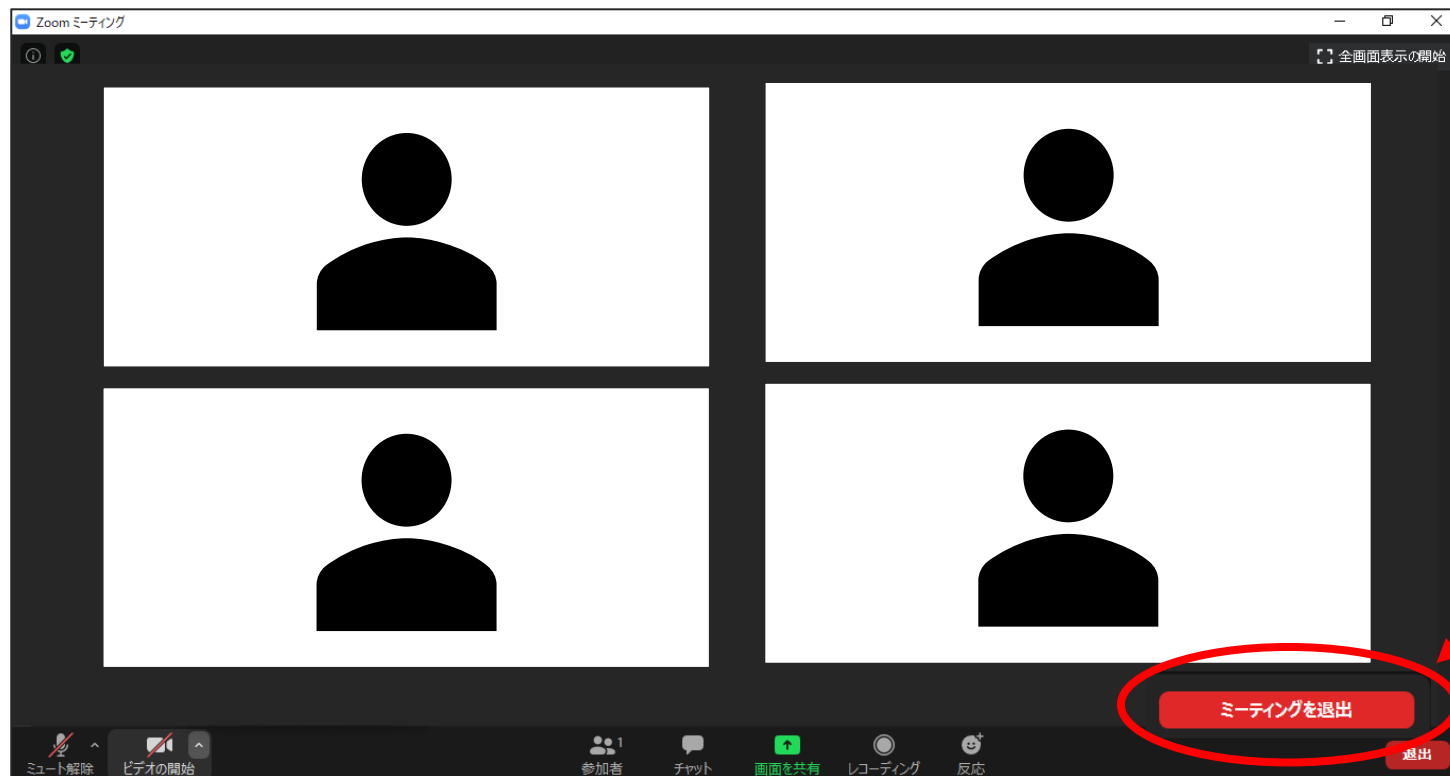 Zoom ミーティング
全画面表示の開始
ミーティングを退出
ミュート解除
ビデオの開始
1
参加者
チャット
画面を共有
レコーディング
反応
退出